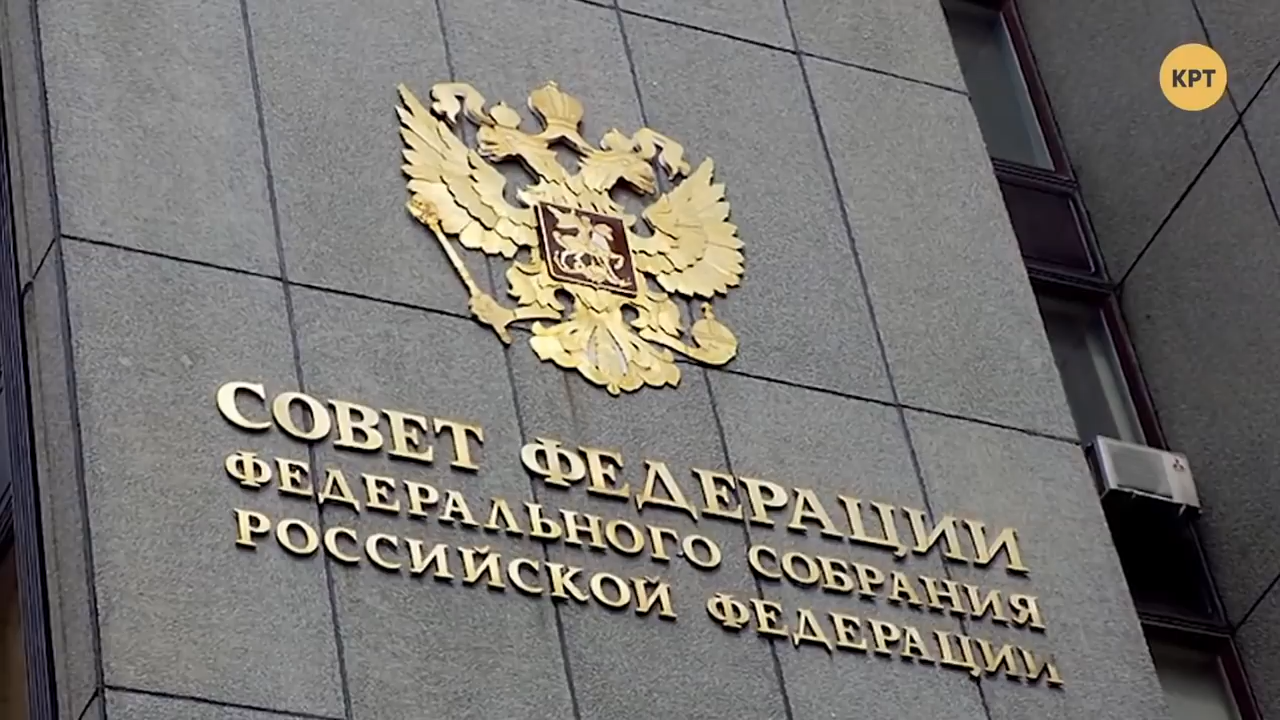 КРТ
СОВЕТ ФЕДЕРАЦИИ
ФЕДЕРАЛЬНОГО СОБРАНИЯ
РОССИЙСКОЙ ФЕДЕРАЦИИ